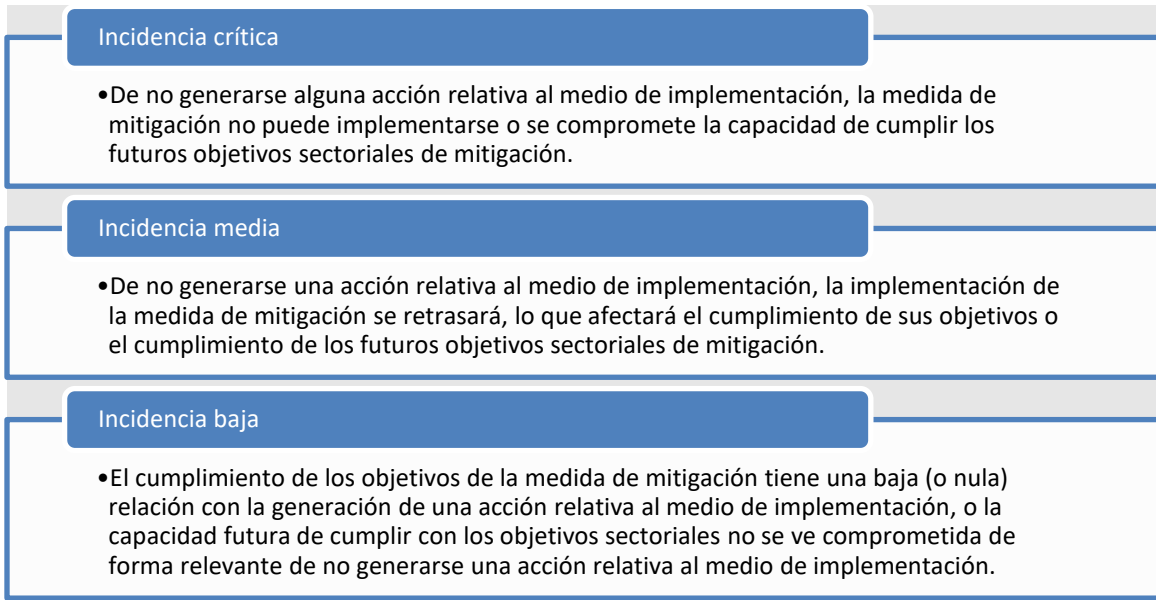 Incidencia crítica
•De no generarse alguna acción relativa al medio de implementación, la medida de
mitigación no puede implementarse o se compromete la capacidad de cumplir los
futuros objetivos sectoriales de mitigación.
Incidencia media
•De no generarse una acción relativa al medio de implementación, la implementación de
la medida de mitigación se retrasará, lo que afectará el cumplimiento de sus objetivos o
el cumplimiento de los futuros objetivos sectoriales de mitigación.
Incidencia baja
•El cumplimiento de los objetivos de la medida de mitigación tiene una baja (o nula)
relación con la generación de una acción relativa al medio de implementación, o la
capacidad futura de cumplir con los objetivos sectoriales no se ve comprometida de
forma relevante de no generarse una acción relativa al medio de implementación.